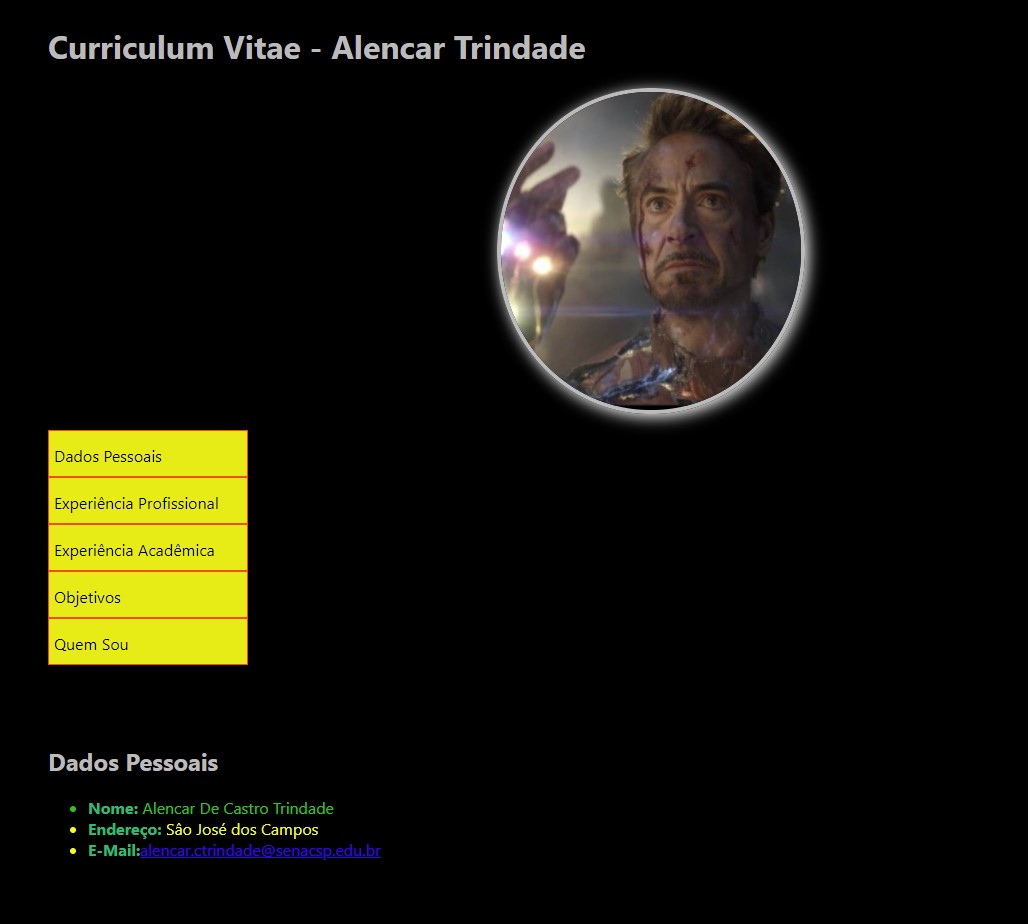 Curriculum Vitae - Alencar Trindade
Dados Pessoais
Experiência Profissional
Experiência Acadêmica
Objetivos
Quem Sou
Dados Pessoais
Nome: Alencar De Castro Trindade
Endereço: Sâo José dos Campos
E-Mail:alencar.ctrindade@senacsp.edu.br